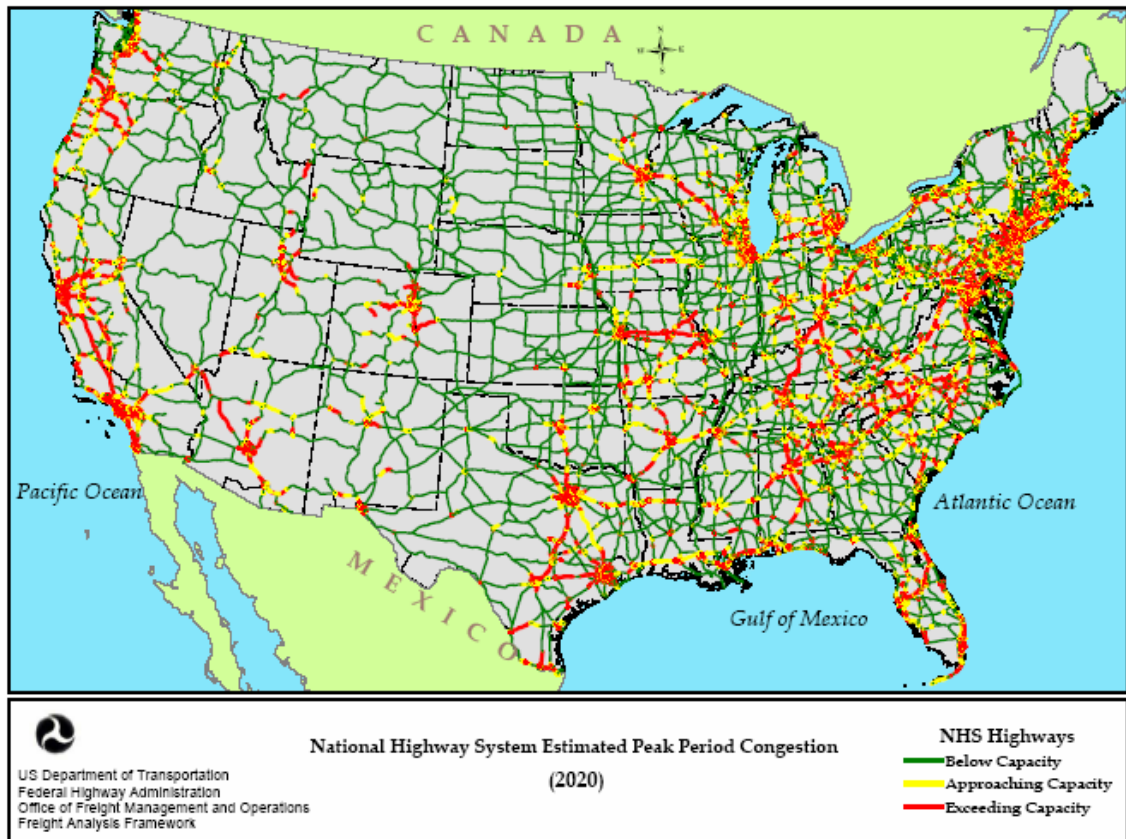 CANADA
N
W E
S
Pacific Ocean
Atlantic Ocean
MEXICO
Gulf of Mexico
US Department of Transportation
Federal Highway Administration
Office of Freight Management and Operations
Freight Analysis Framework
National Highway System Estimated Peak Period Congestion
(2020)
NHS Highways
Below Capacity
Approaching Capacity
Exceeding Capacity